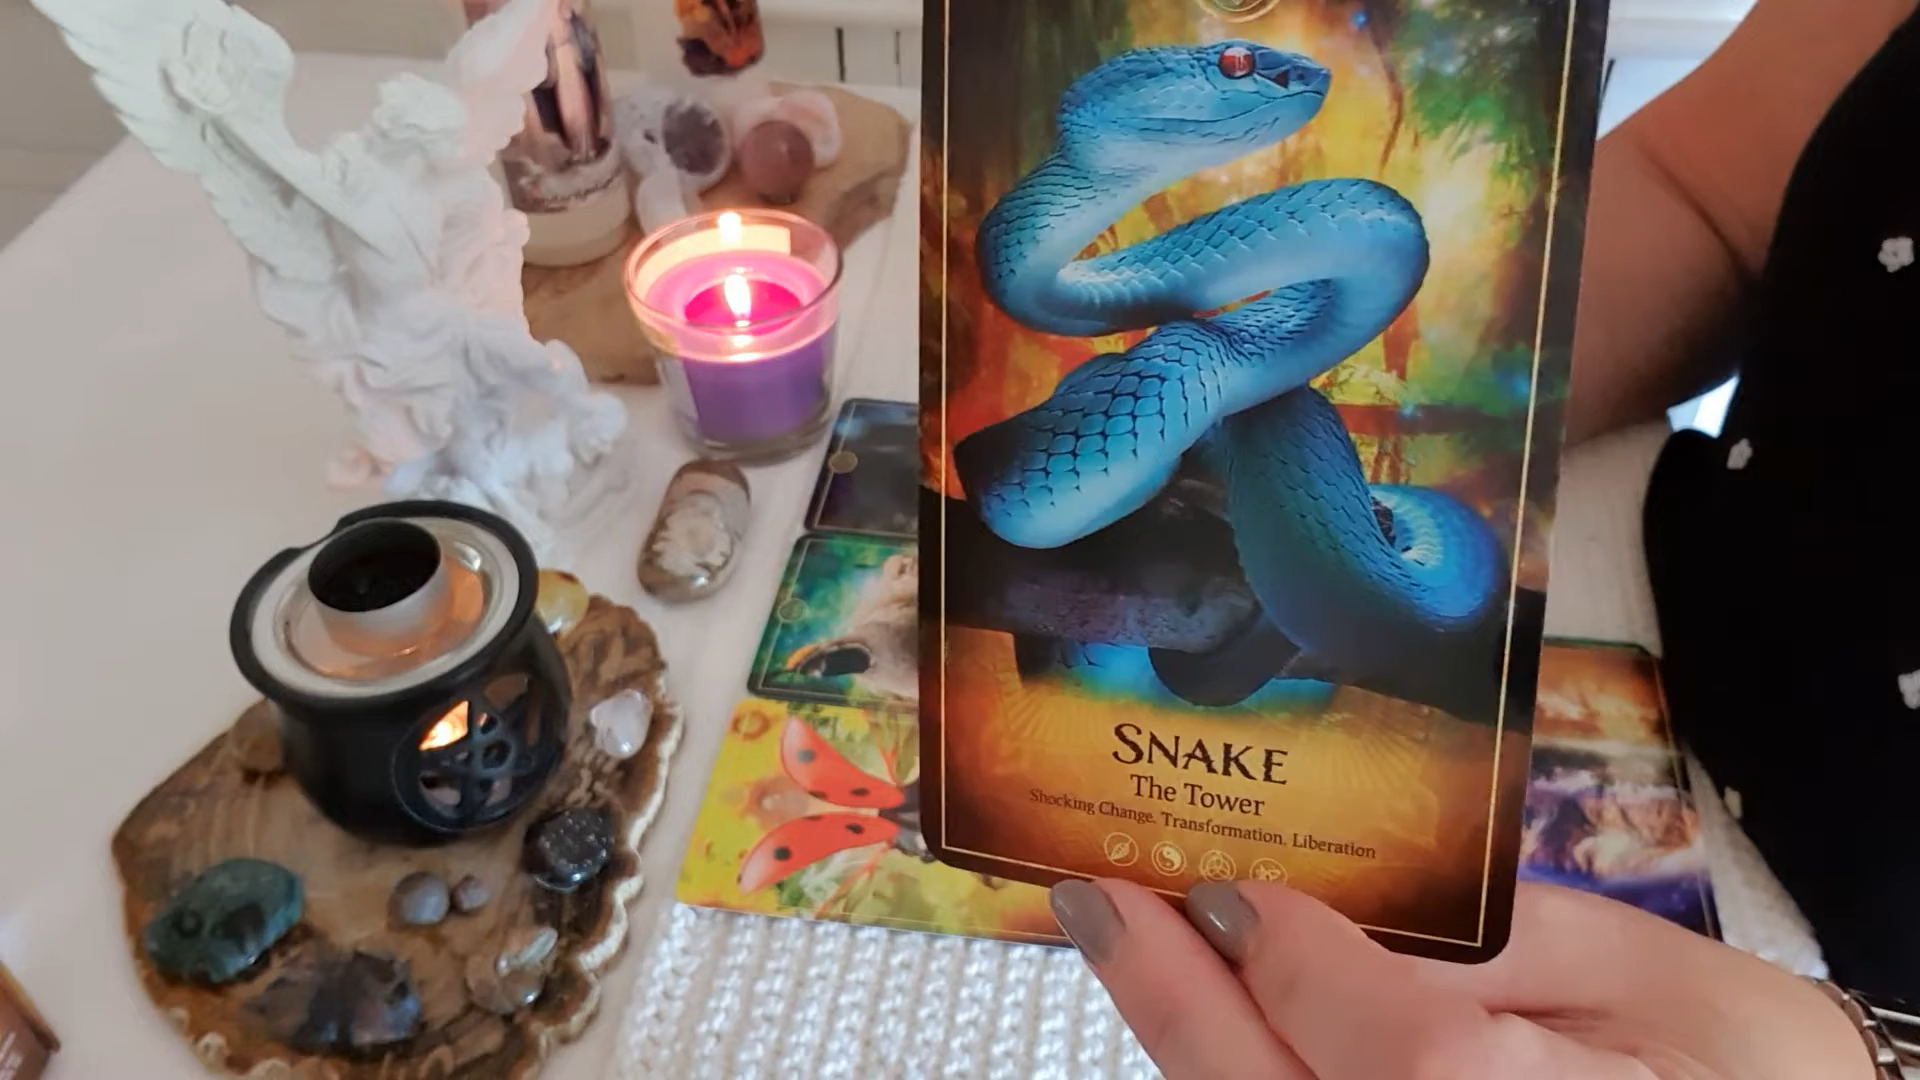 SNAKE
The Tower
Shocking Change, Transformation, Liberation